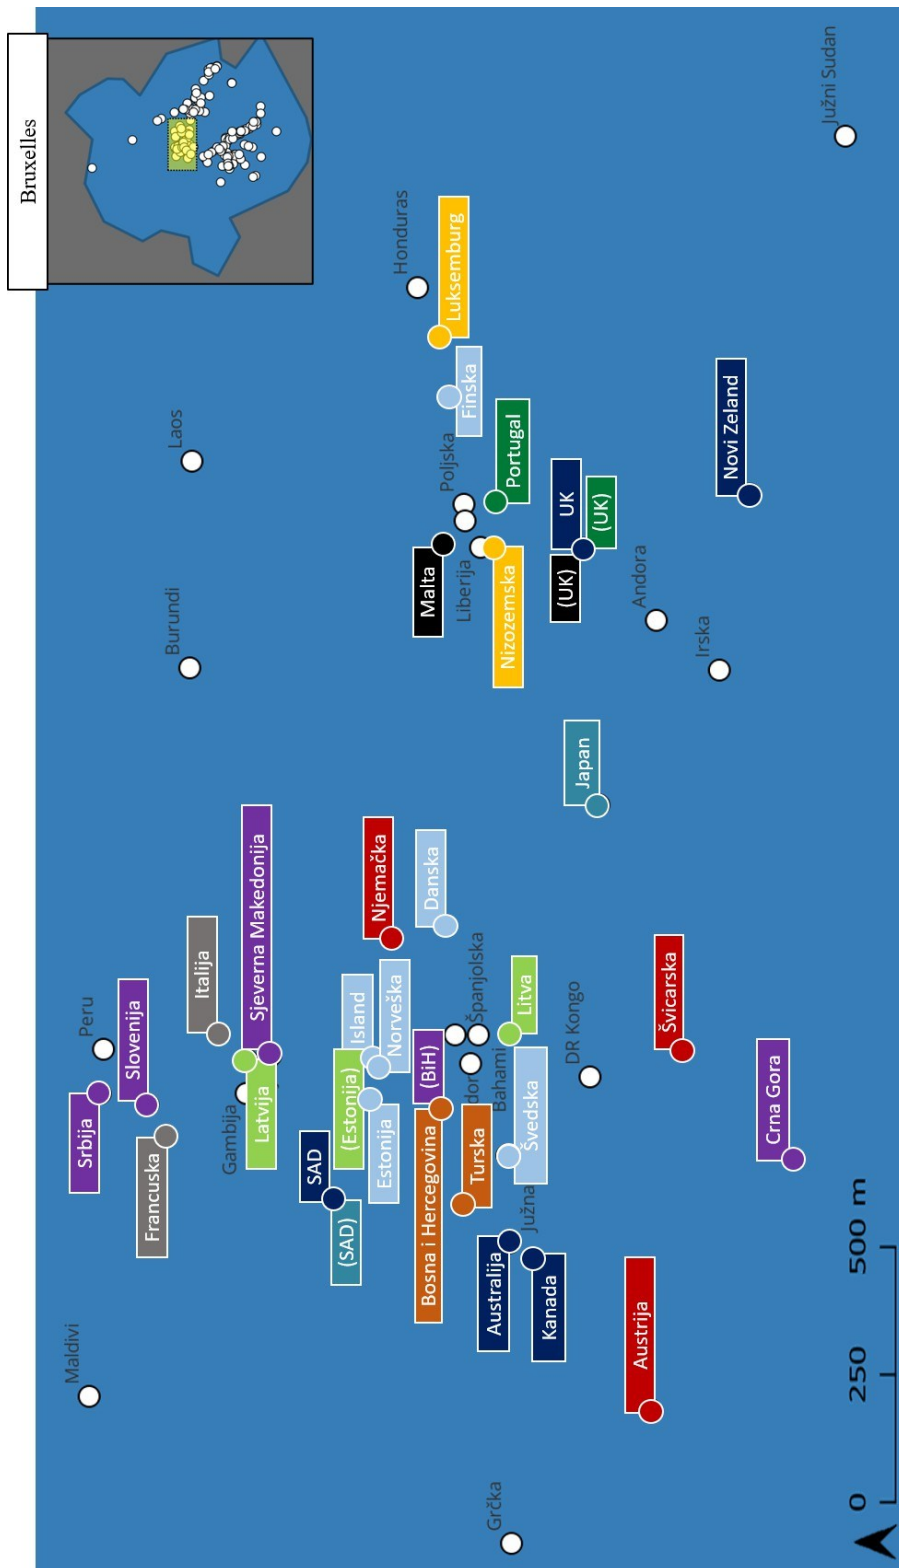 Bruxelles
Maldivi
Srbija
Peru
Slovenija
Francuska
Burundi
Laos
Italija
Gambija
Latvija
Sjeverna Makedonija
SAD
(SAD)
(Estonija)
Island
Estonija
Norveška
Njemačka
Honduras
Bosna i Hercegovina
(BiH)
Danska
Malta
Poljska
Luksemburg
Turska
dor
Španjolska
Liberija
Finska
Grčka
Australija
Bahami
Nizozemska
Portugal
Južna
Švedska
Litva
Kanada
DR Kongo
Japan
(UK)
UK
(UK)
Austrija
Andora
Švicarska
Irska
Novi Zeland
Crna Gora
Južni Sudan
0 250 500 m